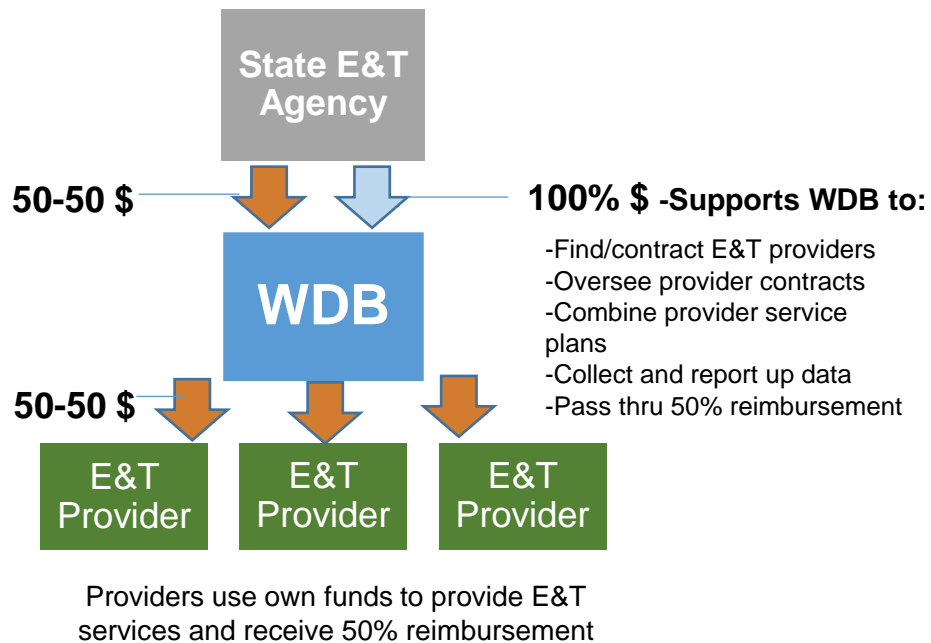 State E&T
Agency
50-50 $
100% $ -Supports WDB to:
-Find/contract E&T providers
-Oversee provider contracts
-Combine provider service
plans
-Collect and report up data
-Pass thru 50% reimbursement
WDB
50-50 $
E&T
Provider
E&T
Provider
E&T
Provider
Providers use own funds to provide E&T
services and receive 50% reimbursement